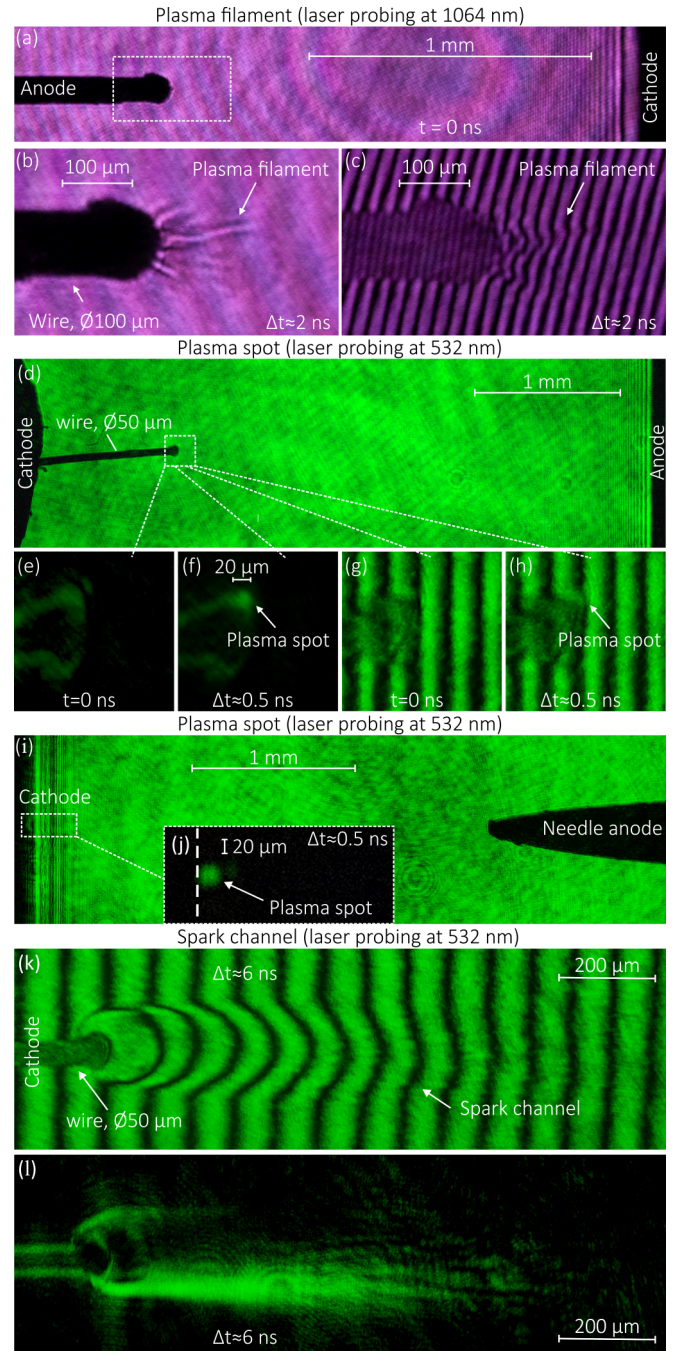 Plasma filament (laser probing at 1064 nm)
(a)
1 mm
Anode
Cathode
t = 0 ns
(b)
100 µm
Plasma filament
Wire, Ø100 µm
Δt≈2 ns
(c)
100 µm
Plasma filament
Δt≈2 ns
Plasma spot (laser probing at 532 nm)
(d)
1 mm
wire, Ø50 µm
Cathode
Anode
(e)
t=0 ns
(f)
20 µm
Plasma spot
Δt≈0.5 ns
(g)
t=0 ns
(h)
Plasma spot
Δt≈0.5 ns
Plasma spot (laser probing at 532 nm)
(i)
1 mm
Cathode
Needle anode
(j)
Δt≈0.5 ns
20 µm
Plasma spot
Spark channel (laser probing at 532 nm)
(k)
Δt≈6 ns
200 µm
Cathode
wire, Ø50 µm
Spark channel
(l)
Δt≈6 ns
200 µm